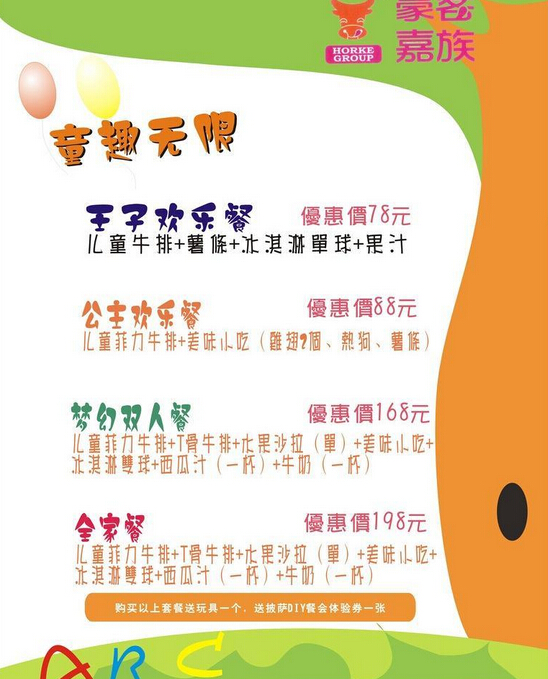 豪客
HORKE
GROUP
嘉族
童趣无限
王子欢乐餐 優惠價78元
儿童牛排+薯條+冰淇淋單球+果汁
公主欢乐餐 優惠價88元
儿童菲力牛排+美味小吃（雞翅2個、熱狗、薯條）
梦幻双人餐 優惠價168元
儿童菲力牛排+T骨牛排+水果沙拉（單）+美味小吃+
冰淇淋雙球+西瓜汁（一杯）+牛奶（一杯）
全家餐 優惠價198元
儿童菲力牛排+T骨牛排+水果沙拉（單）+美味小吃+
冰淇淋雙球+西瓜汁（一杯）+牛奶（一杯）
购买以上套餐送玩具一个，送披萨DIY餐会体验券一张
A B C